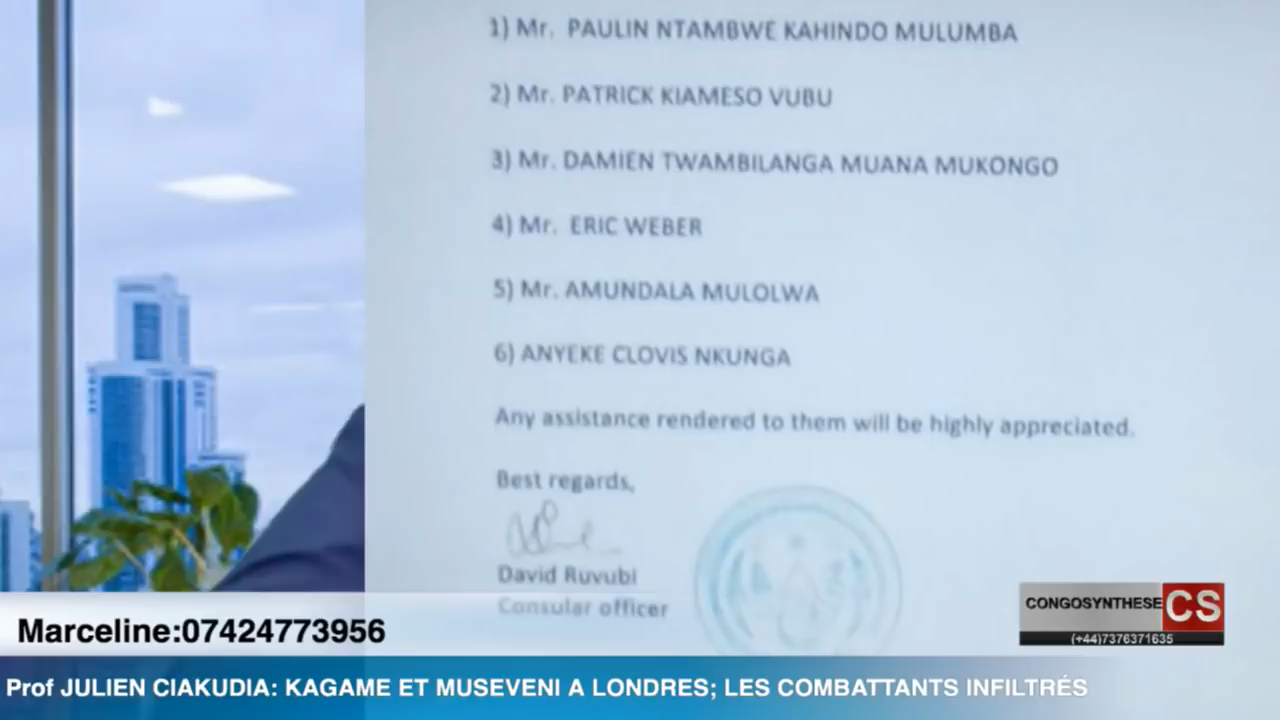 1) Mr. PAULIN NTAMBWE KAHINDO MULUMBA
2) Mr. PATRICK KIAMESO VUBU
3) Mr. DAMIEN TWAMBILANGA MUANA MUKONGO
4) Mr. ERIC WEBER
5) Mr. AMUNDALA MULOLWA
6) ANYEKE CLOVIS NKUNGA
Any assistance rendered to them will be highly appreciated.
Best regards,
David Ruvubi
Consular officer
CONGOSYNTHESE CS
(+44)7376371635
Marceline:07424773956
Prof JULIEN CIAKUDIA: KAGAME ET MUSEVENI A LONDRES; LES COMBATTANTS INFILTRÉS